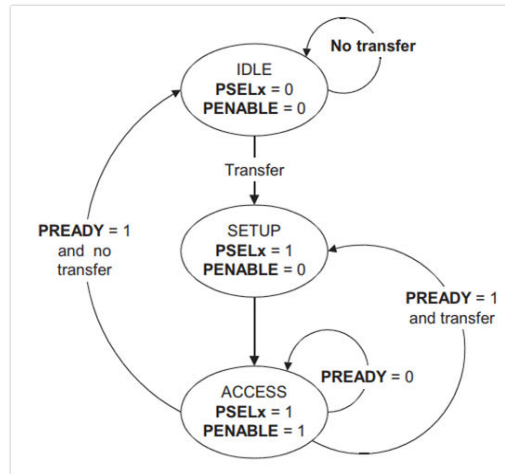 No transfer
IDLE
PSELx = 0
PENABLE = 0
Transfer
SETUP
PSELx = 1
PENABLE = 0
PREADY = 1
and no
transfer
PREADY = 1
and transfer
PREADY = 0
ACCESS
PSELx = 1
PENABLE = 1